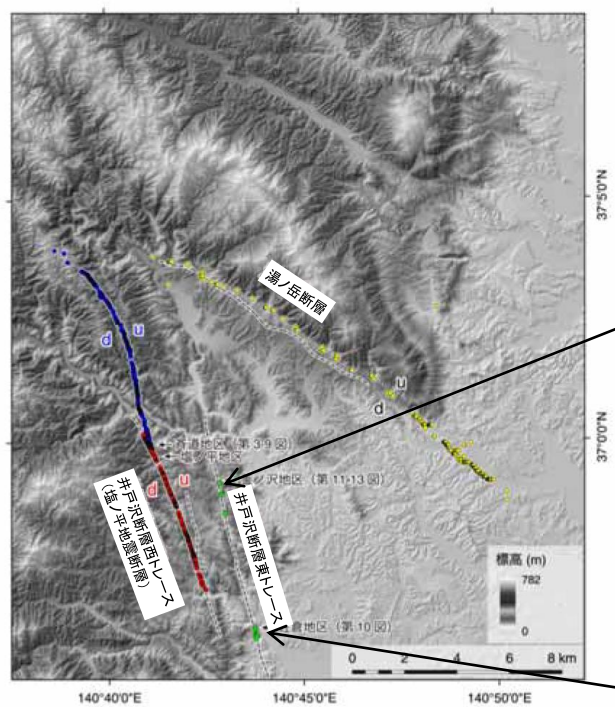 湯ノ岳断層
u
d
u
d
37°5'0"N
37°0'0"N
斉道地区(第3-9図)
塩ノ平地区
ノ沢地区(第11-13図)
d
u
井戸沢断層西トレース
(塩ノ平地震断層)
井戸沢断層東トレース
倉地区(第10図)
標高 (m)
782
0
0 2 4 6 8 km
140°40'0"E
140°45'0"E
140°50'0"E